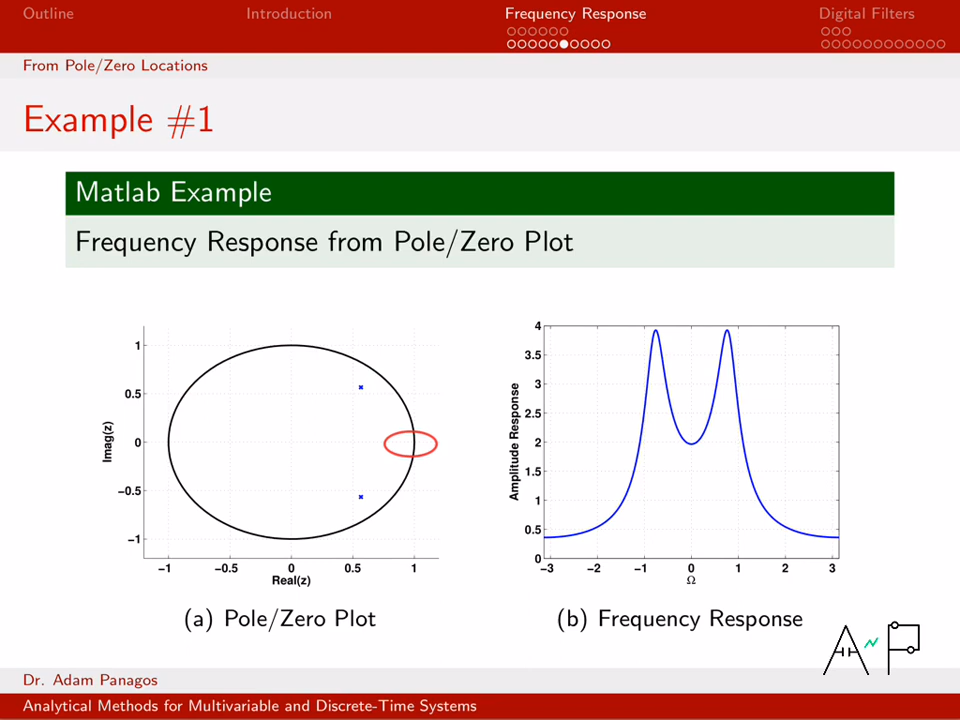 Outline Introduction Frequency Response Digital Filters
From Pole/Zero Locations
Example #1
Matlab Example
Frequency Response from Pole/Zero Plot
1
0.5
0
−0.5
−1
Imag(z)
−1 −0.5 0 0.5 1
Real(z)
(a) Pole/Zero Plot
4
3.5
3
2.5
2
1.5
1
0.5
0
Amplitude Response
−3 −2 −1 0 1 2 3
Ω
(b) Frequency Response
Dr. Adam Panagos
Analytical Methods for Multivariable and Discrete-Time Systems